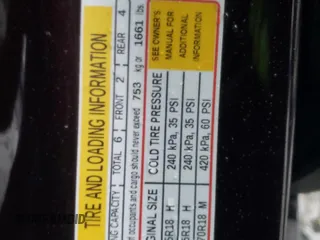 TIRE AND LOADING INFORMATION
NG CAPACITY TOTAL 6 FRONT 2 REAR 4
of occupants and cargo should never exceed 753 kg or 1661 lbs.
GINAL SIZE COLD TIRE PRESSURE SEE OWNER'S
5R18 H 240 kPa, 35 PSI MANUAL FOR
5R18 H 240 kPa, 35 PSI ADDITIONAL
0R18 M 420 kPa, 60 PSI INFORMATION